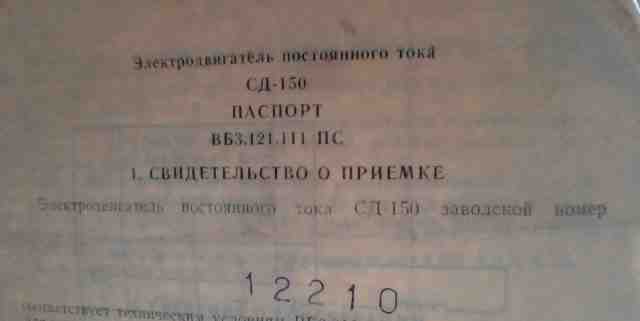 Электродвигатель постоянного тока
СД-150
ПАСПОРТ
ВБ3.121.111 ПС
1. СВИДЕТЕЛЬСТВО О ПРИЕМКЕ
Электродвигатель постоянного тока СД-150 заводской номер
12210
соответствует техническим условиям